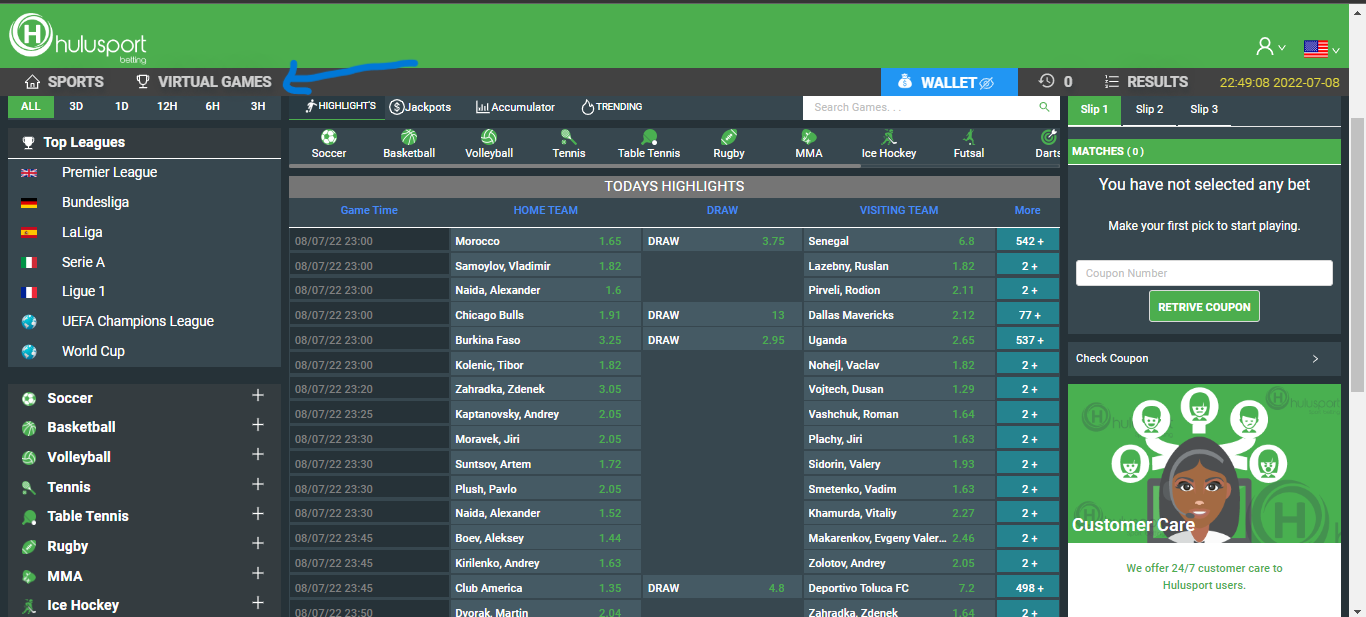 hulusport
betting
SPORTS VIRTUAL GAMES WALLET 0 RESULTS 22:49:08 2022-07-08
ALL 3D 1D 12H 6H 3H
HIGHLIGHT'S Jackpots Accumulator TRENDING
Search Games. . .
Slip 1 Slip 2 Slip 3
Top Leagues
Premier League
Bundesliga
LaLiga
Serie A
Ligue 1
UEFA Champions League
World Cup
Soccer
Basketball
Volleyball
Tennis
Table Tennis
Rugby
MMA
Ice Hockey
Soccer Basketball Volleyball Tennis Table Tennis Rugby MMA Ice Hockey Futsal Darts
TODAYS HIGHLIGHTS
Game Time HOME TEAM DRAW VISITING TEAM More
08/07/22 23:00 Morocco 1.65 DRAW 3.75 Senegal 6.8 542 +
08/07/22 23:00 Samoylov, Vladimir 1.82 Lazebny, Ruslan 1.82 2 +
08/07/22 23:00 Naida, Alexander 1.6 Pirveli, Rodion 2.11 2 +
08/07/22 23:00 Chicago Bulls 1.91 DRAW 13 Dallas Mavericks 2.12 77 +
08/07/22 23:00 Burkina Faso 3.25 DRAW 2.95 Uganda 2.65 537 +
08/07/22 23:00 Kolenic, Tibor 1.82 Nohejl, Vaclav 1.82 2 +
08/07/22 23:20 Zahradka, Zdenek 3.05 Vojtech, Dusan 1.29 2 +
08/07/22 23:25 Kaptanovsky, Andrey 2.05 Vashchuk, Roman 1.64 2 +
08/07/22 23:30 Moravek, Jiri 2.05 Plachy, Jiri 1.63 2 +
08/07/22 23:30 Suntsov, Artem 1.72 Sidorin, Valery 1.93 2 +
08/07/22 23:30 Plush, Pavlo 2.05 Smetenko, Vadim 1.63 2 +
08/07/22 23:30 Naida, Alexander 1.52 Khamurda, Vitaliy 2.27 2 +
08/07/22 23:45 Boev, Aleksey 1.44 Makarenkov, Evgeny Valer... 2.46 2 +
08/07/22 23:45 Kirilenko, Andrey 1.63 Zolotov, Andrey 2.05 2 +
08/07/22 23:45 Club America 1.35 DRAW 4.8 Deportivo Toluca FC 7.2 498 +
08/07/22 23:50 Dvorak, Martin 2.04 Zahradka, Zdenek 1.64 2 +
MATCHES ( 0 )
You have not selected any bet
Make your first pick to start playing.
Coupon Number
RETRIVE COUPON
Check Coupon
Customer Care
We offer 24/7 customer care to
Hulusport users.